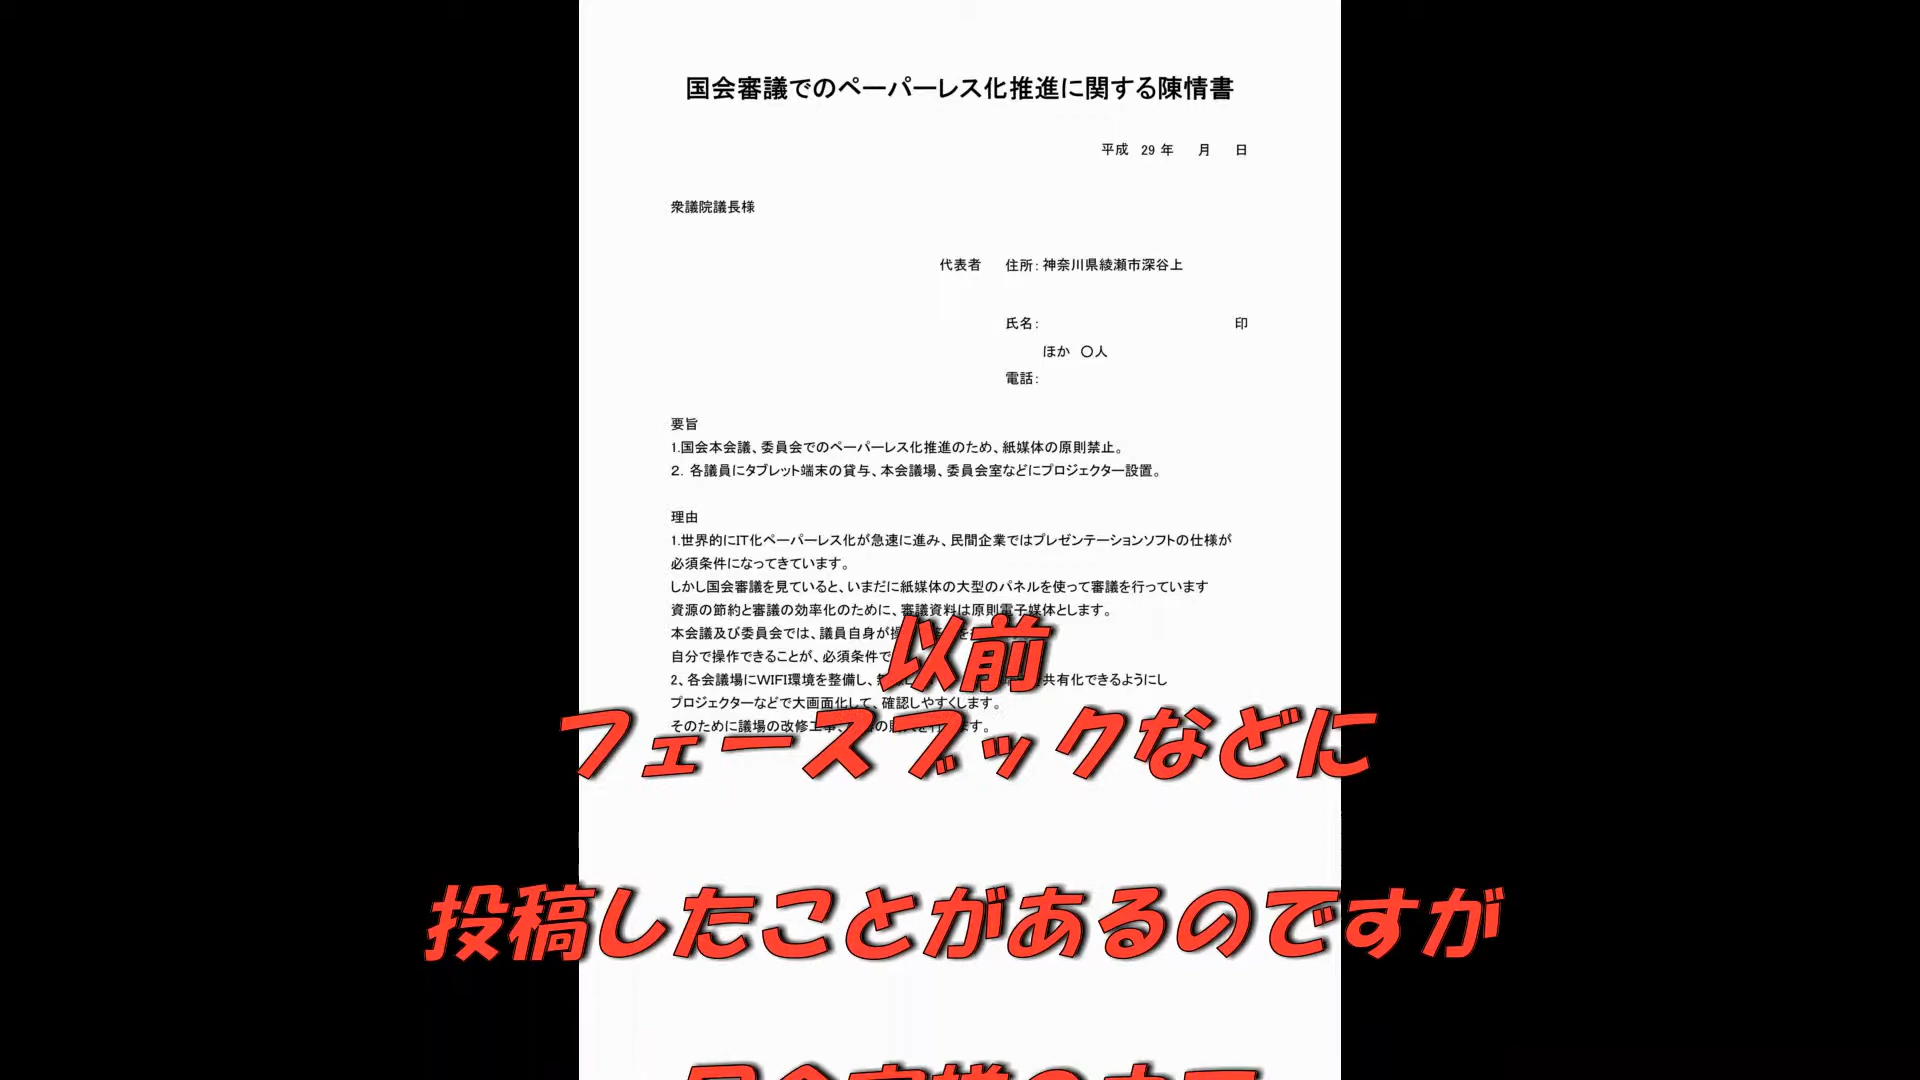 国会審議でのペーパーレス化推進に関する陳情書
平成 29 年 月 日
衆議院議長様
代表者 住所：神奈川県綾瀬市深谷上
氏名： 印
ほか 〇人
電話：
要旨
1.国会本会議、委員会でのペーパーレス化推進のため、紙媒体の原則禁止。
２．各議員にタブレット端末の貸与、本会議場、委員会室などにプロジェクター設置。
理由
1.世界的にIT化ペーパーレス化が急速に進み、民間企業ではプレゼンテーションソフトの仕様が
必須条件になってきています。
しかし国会審議を見ていると、いまだに紙媒体の大型のパネルを使って審議を行っています
資源の節約と審議の効率化のために、審議資料は原則電子媒体とします。
本会議及び委員会では、議員自身が
自分で操作できることが、必須条件で
2、各会議場にWIFI環境を整備し、 共有化できるようにし
プロジェクターなどで大画面化して、確認しやすくします。
そのために議場の改修工事、 ます。
以前
フェースブックなどに
投稿したことがあるのですが